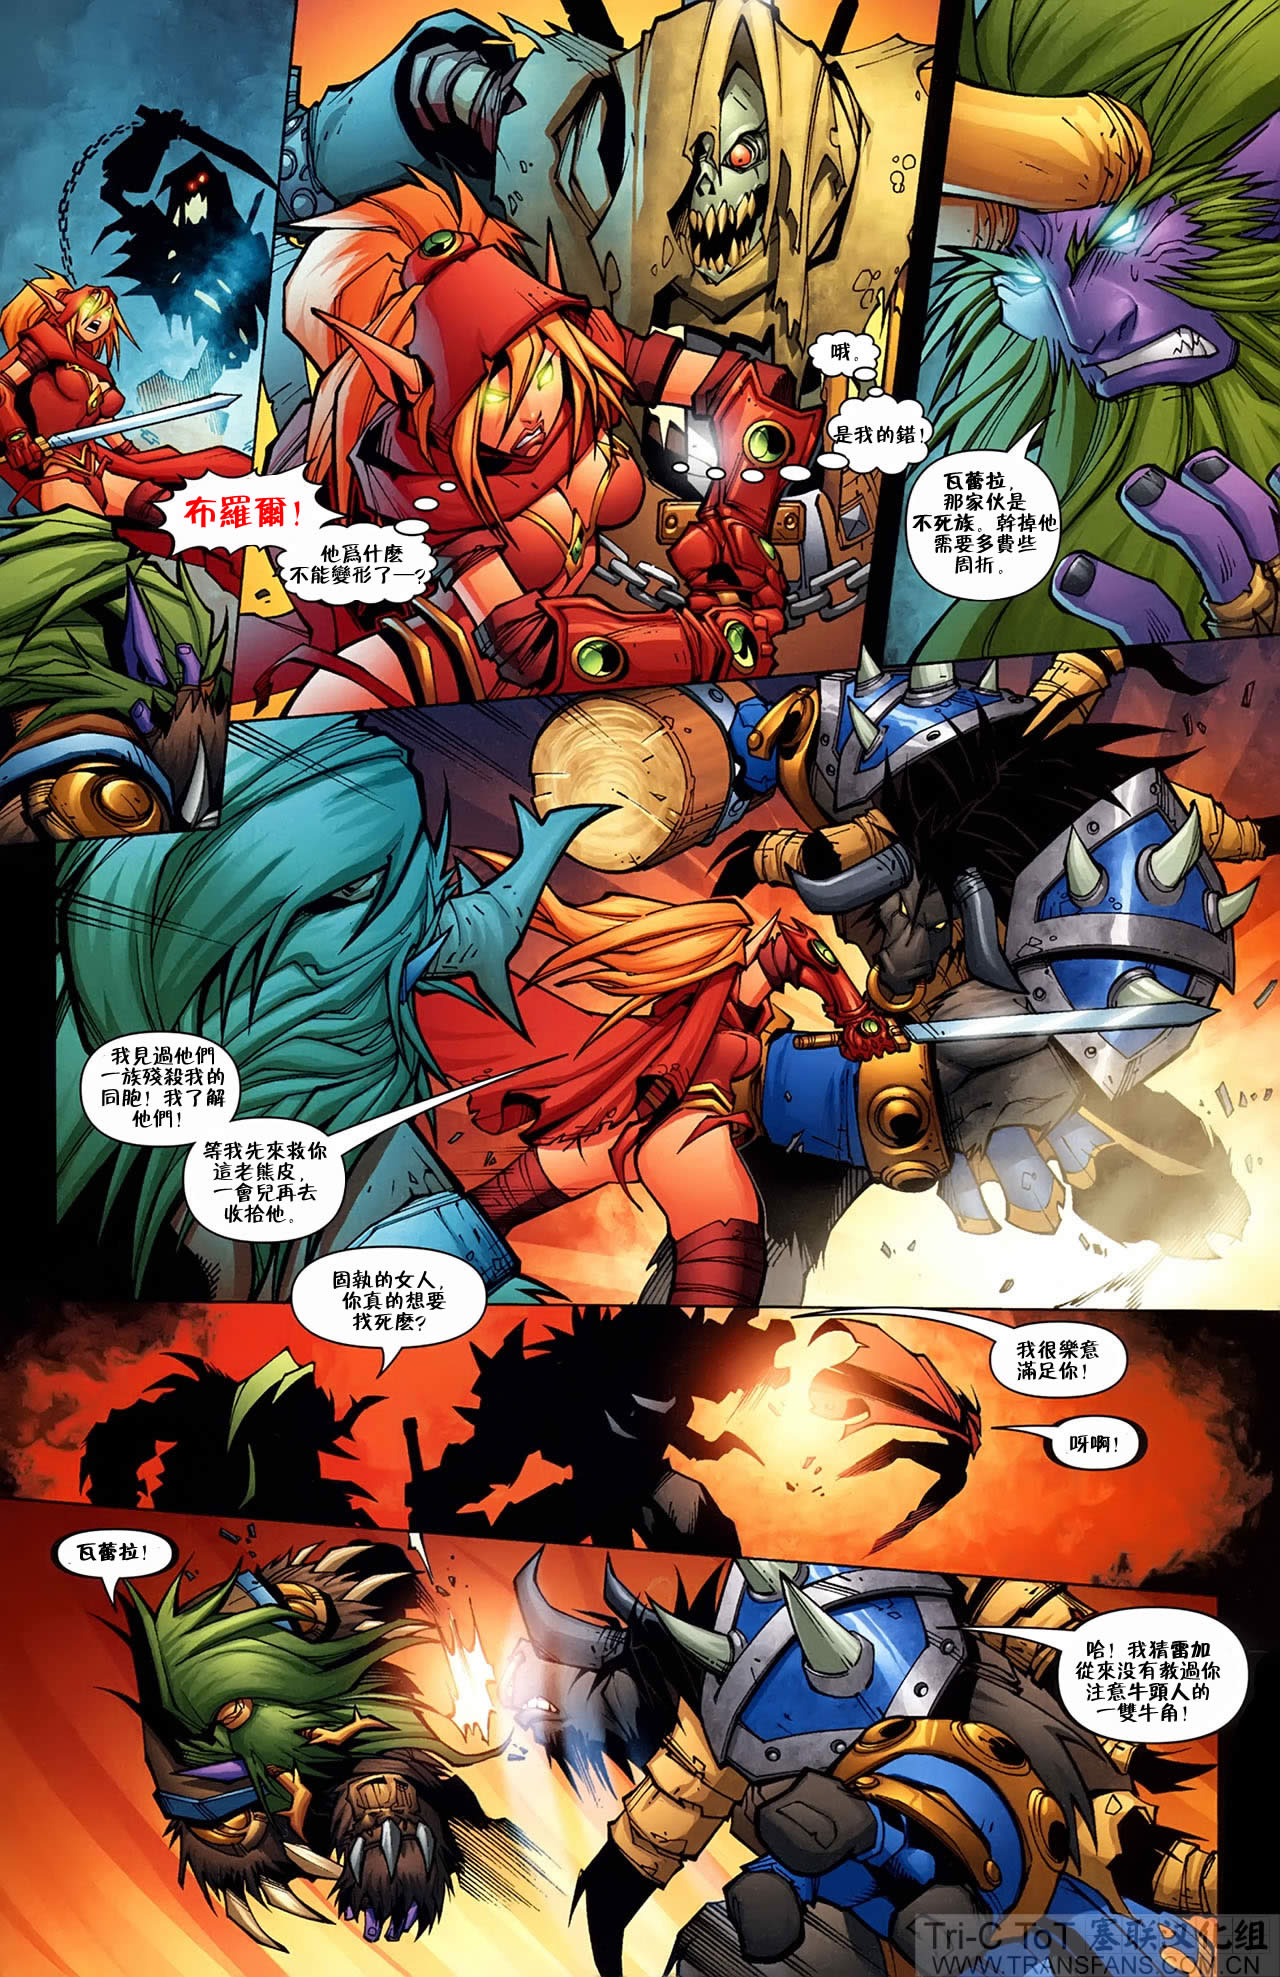 布羅爾！
他爲什麼
不能變形了—?
哦。
是我的錯！
瓦蕾拉，
那家伙是
不死族。幹掉他
需要多費些
周折。
我見過他們
一族殘殺我的
同胞！我了解
他們！
等我先來救你
這老熊皮，
一會兒再去
收拾他。
固執的女人，
你真的想要
找死麽？
我很樂意
滿足你！
呀啊！
瓦蕾拉！
哈！我猜雷加
從來没有教過你
注意牛頭人的
一雙牛角！
Tri-C ToT 塞联汉化组
WWW.TRANSFANS.COM.CN